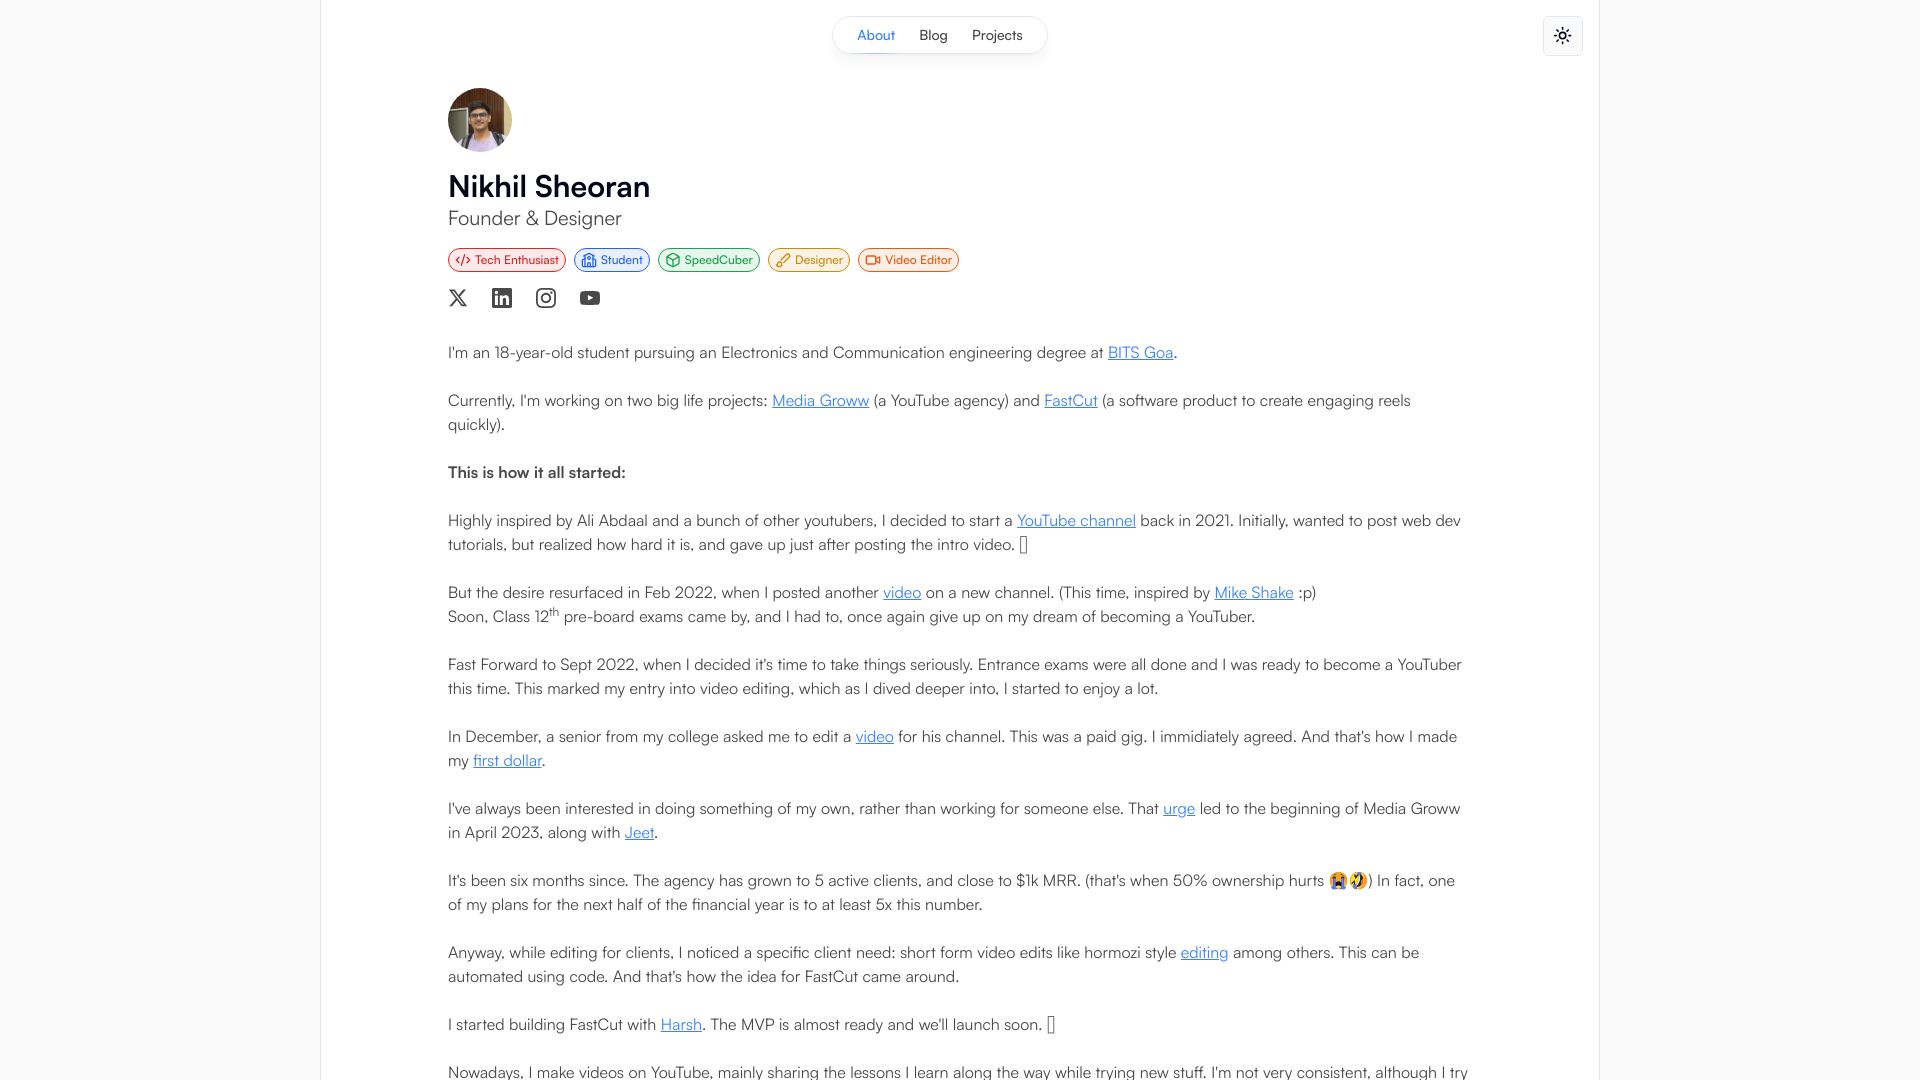 About Blog Projects
Nikhil Sheoran
Founder & Designer
Tech Enthusiast Student SpeedCuber Designer Video Editor
I'm an 18-year-old student pursuing an Electronics and Communication engineering degree at BITS Goa.
Currently, I'm working on two big life projects: Media Groww (a YouTube agency) and FastCut (a software product to create engaging reels
quickly).
This is how it all started:
Highly inspired by Ali Abdaal and a bunch of other youtubers, I decided to start a YouTube channel back in 2021. Initially, wanted to post web dev
tutorials, but realized how hard it is, and gave up just after posting the intro video.
But the desire resurfaced in Feb 2022, when I posted another video on a new channel. (This time, inspired by Mike Shake :p)
Soon, Class 12th pre-board exams came by, and I had to, once again give up on my dream of becoming a YouTuber.
Fast Forward to Sept 2022, when I decided it's time to take things seriously. Entrance exams were all done and I was ready to become a YouTuber
this time. This marked my entry into video editing, which as I dived deeper into, I started to enjoy a lot.
In December, a senior from my college asked me to edit a video for his channel. This was a paid gig. I immidiately agreed. And that's how I made
my first dollar.
I've always been interested in doing something of my own, rather than working for someone else. That urge led to the beginning of Media Groww
in April 2023, along with Jeet.
It's been six months since. The agency has grown to 5 active clients, and close to $1k MRR. (that's when 50% ownership hurts 😭🤣) In fact, one
of my plans for the next half of the financial year is to at least 5x this number.
Anyway, while editing for clients, I noticed a specific client need: short form video edits like hormozi style editing among others. This can be
automated using code. And that's how the idea for FastCut came around.
I started building FastCut with Harsh. The MVP is almost ready and we'll launch soon.
Nowadays, I make videos on YouTube, mainly sharing the lessons I learn along the way while trying new stuff. I'm not very consistent, although I try